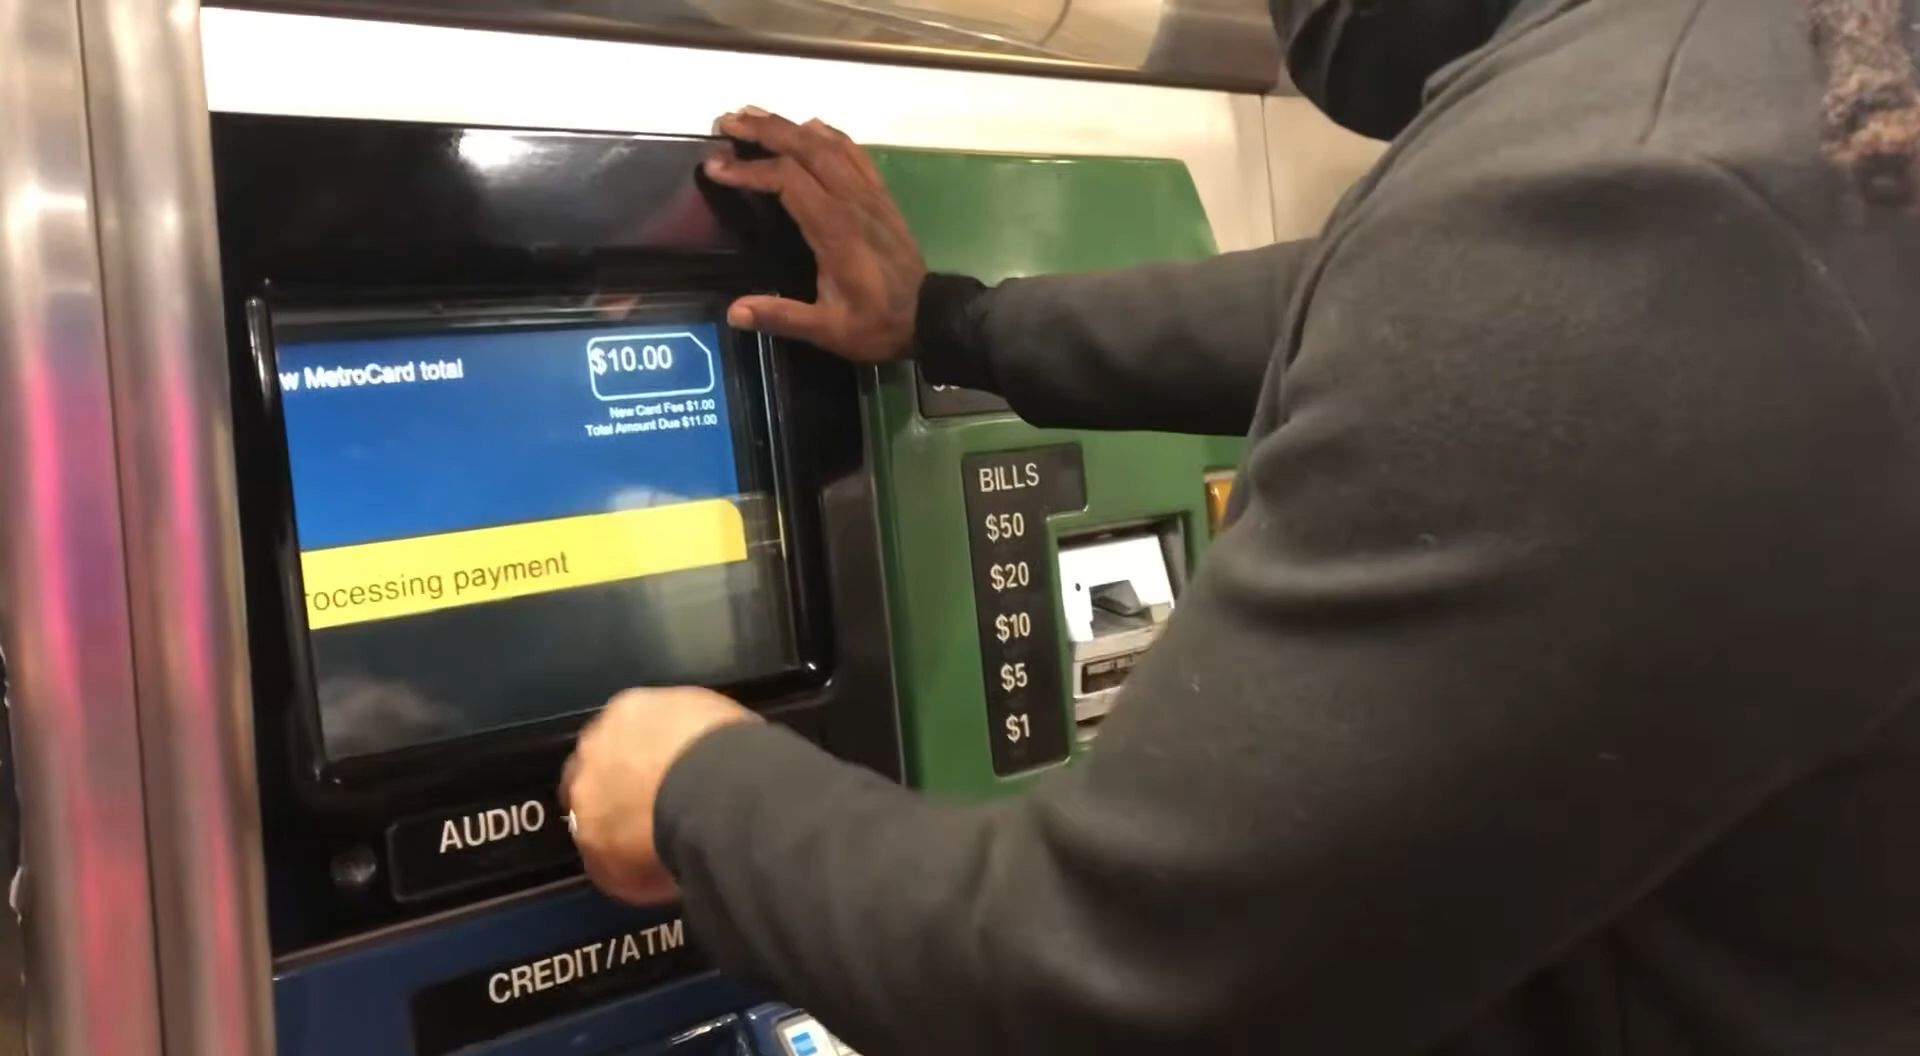 w MetroCard total
$10.00
New Card Fee $1.00
Total Amount Due $11.00
ocessing payment
BILLS
$50
$20
$10
$5
$1
AUDIO
CREDIT/ATM